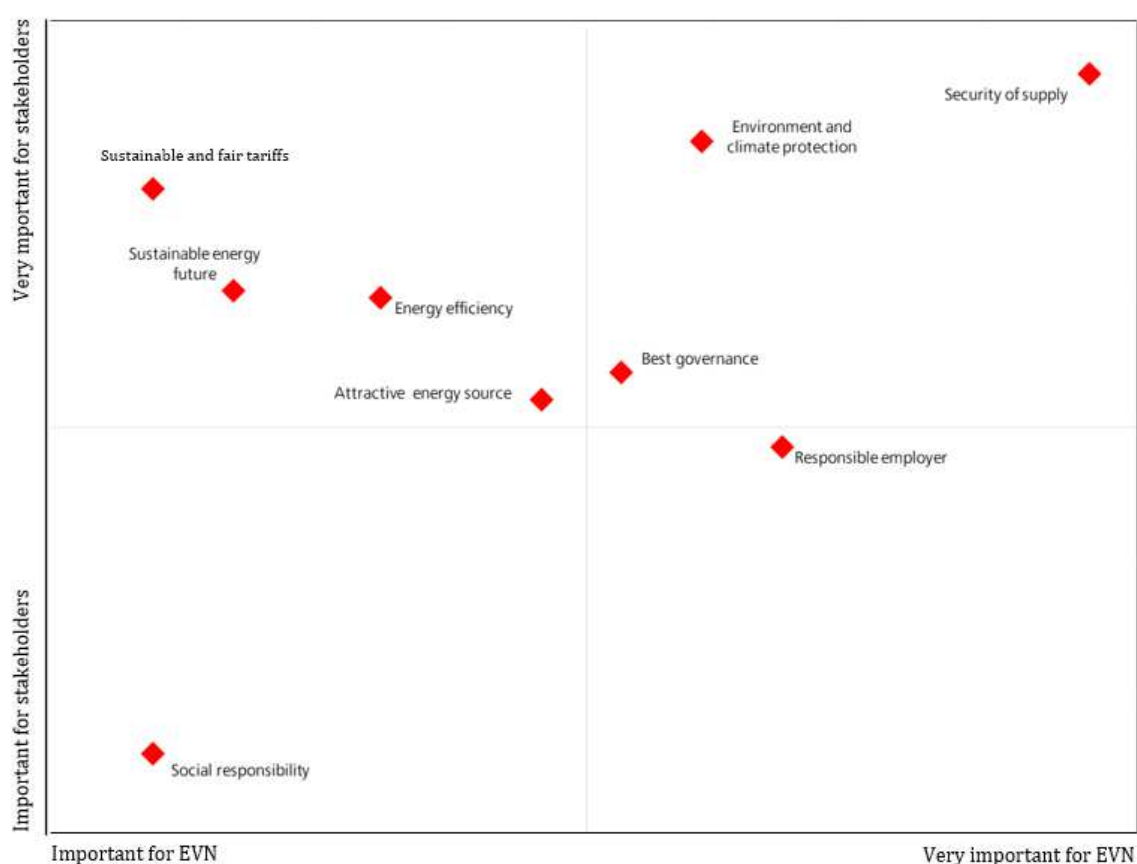 Very mportant for stakeholders
Security of supply
Environment and
climate protection
Sustainable and fair tariffs
Sustainable energy
future
Energy efficiency
Best governance
Attractive energy source
Responsible employer
Important for stakeholders
Social responsibility
Important for EVN
Very important for EVN